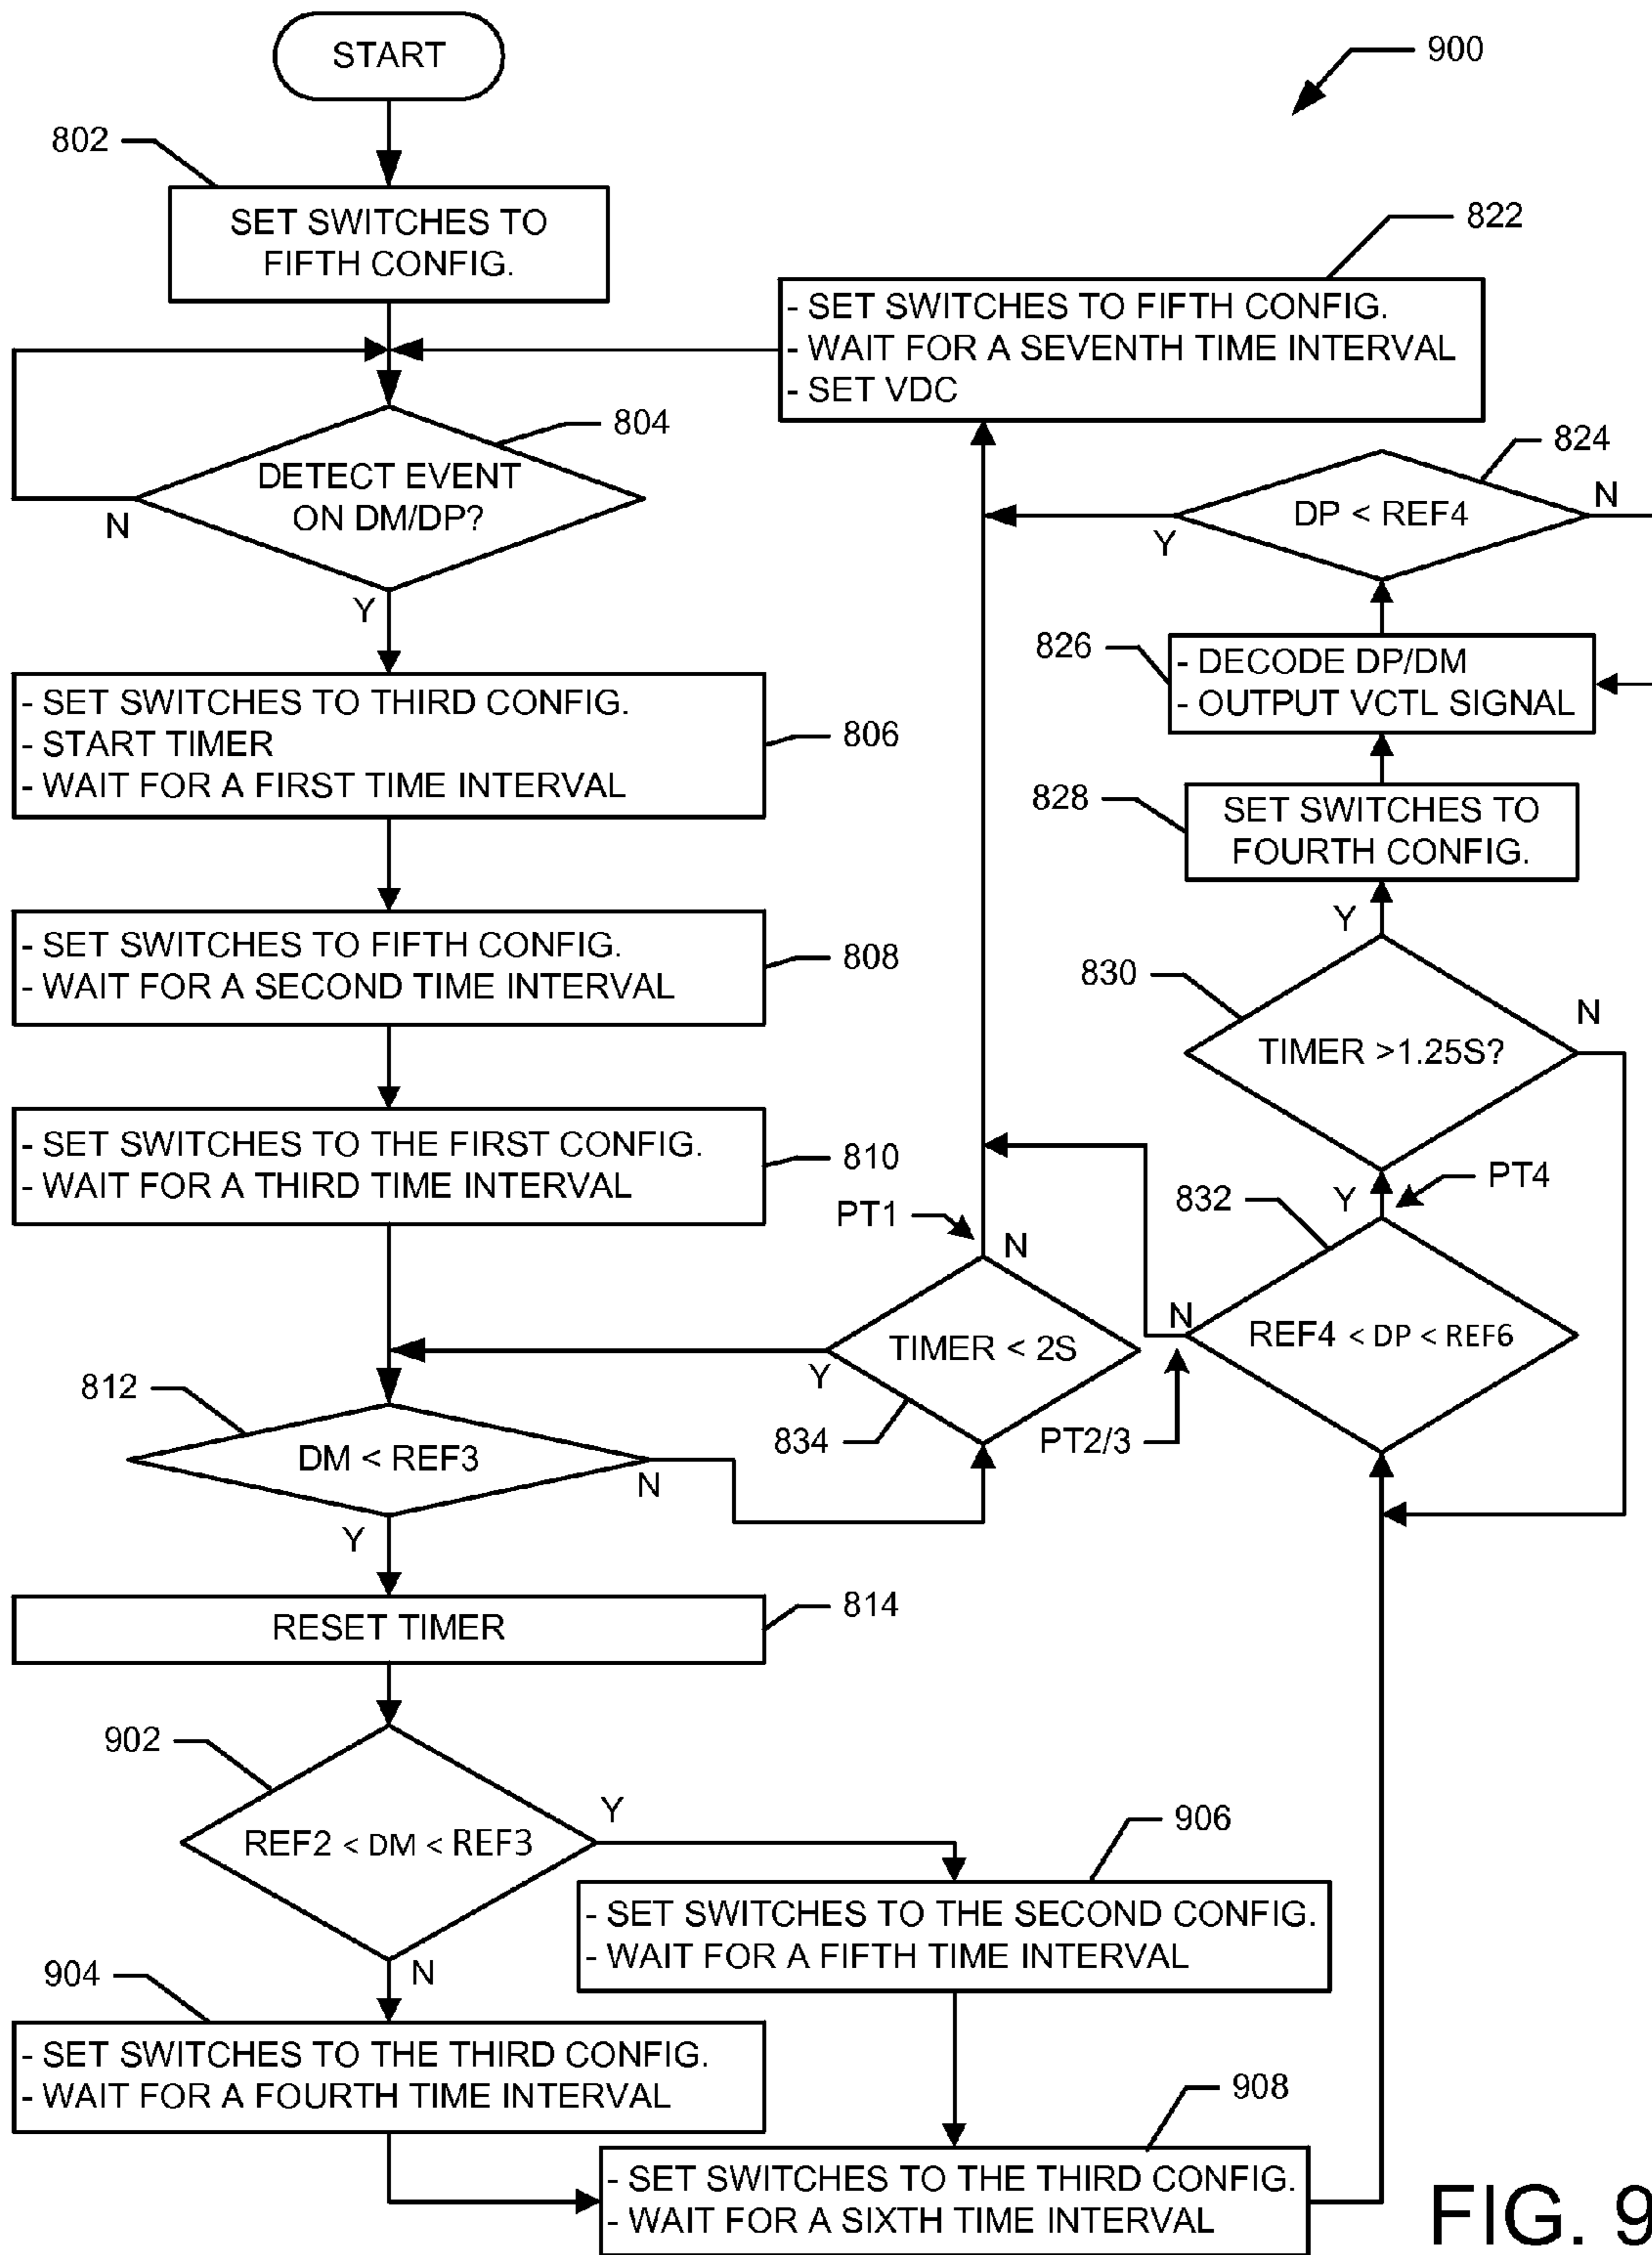 START
900
802
SET SWITCHES TO
FIFTH CONFIG.
822
- SET SWITCHES TO FIFTH CONFIG.
- WAIT FOR A SEVENTH TIME INTERVAL
- SET VDC
804
DETECT EVENT
ON DM/DP?
N
Y
824
DP < REF4
N
Y
826
- DECODE DP/DM
- OUTPUT VCTL SIGNAL
- SET SWITCHES TO THIRD CONFIG.
- START TIMER
- WAIT FOR A FIRST TIME INTERVAL
806
828
SET SWITCHES TO
FOURTH CONFIG.
Y
- SET SWITCHES TO FIFTH CONFIG.
- WAIT FOR A SECOND TIME INTERVAL
808
830
TIMER >1.25S?
N
- SET SWITCHES TO THE FIRST CONFIG.
- WAIT FOR A THIRD TIME INTERVAL
810
PT1
N
832
Y
PT4
TIMER < 2S
Y
834
N
REF4 < DP < REF6
PT2/3
812
DM < REF3
N
Y
RESET TIMER
814
902
REF2 < DM < REF3
Y
N
906
- SET SWITCHES TO THE SECOND CONFIG.
- WAIT FOR A FIFTH TIME INTERVAL
904
- SET SWITCHES TO THE THIRD CONFIG.
- WAIT FOR A FOURTH TIME INTERVAL
908
- SET SWITCHES TO THE THIRD CONFIG.
- WAIT FOR A SIXTH TIME INTERVAL
FIG. 9